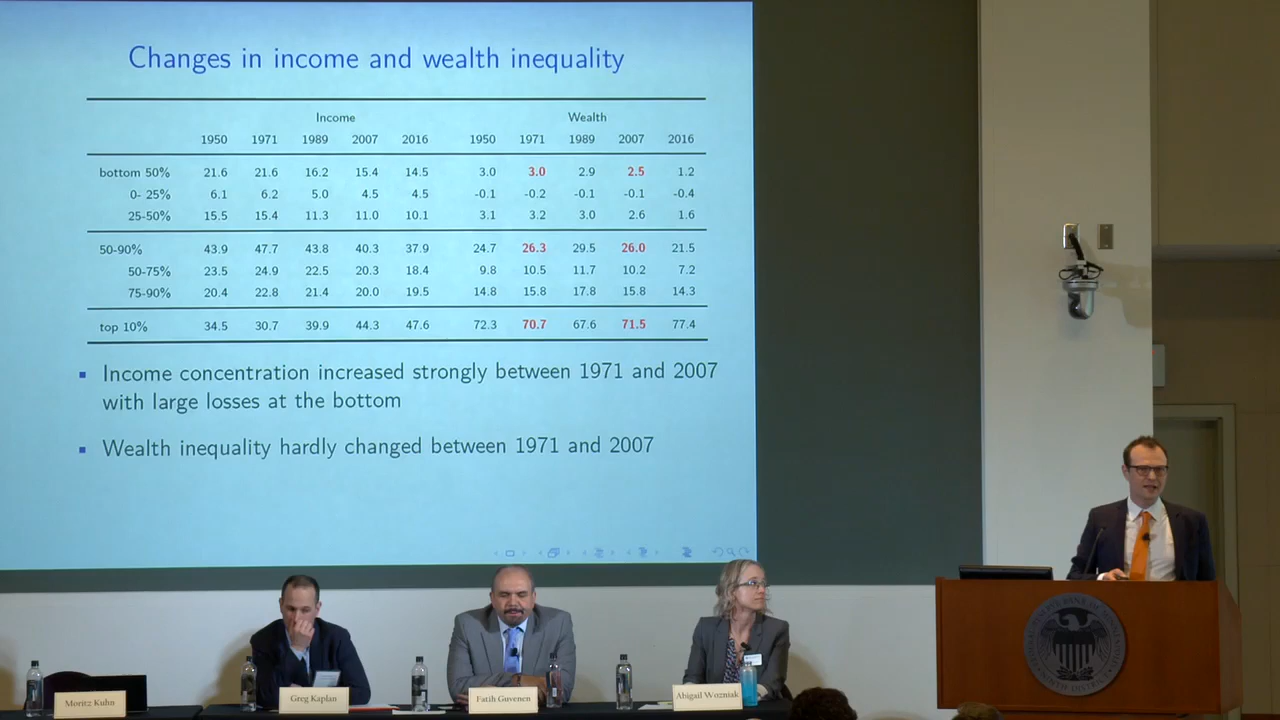 Changes in income and wealth inequality
Income Wealth
1950 1971 1989 2007 2016 1950 1971 1989 2007 2016
bottom 50% 21.6 21.6 16.2 15.4 14.5 3.0 3.0 2.9 2.5 1.2
0- 25% 6.1 6.2 5.0 4.5 4.5 -0.1 -0.2 -0.1 -0.1 -0.4
25-50% 15.5 15.4 11.3 11.0 10.1 3.1 3.2 3.0 2.6 1.6
50-90% 43.9 47.7 43.8 40.3 37.9 24.7 26.3 29.5 26.0 21.5
50-75% 23.5 24.9 22.5 20.3 18.4 9.8 10.5 11.7 10.2 7.2
75-90% 20.4 22.8 21.4 20.0 19.5 14.8 15.8 17.8 15.8 14.3
top 10% 34.5 30.7 39.9 44.3 47.6 72.3 70.7 67.6 71.5 77.4
Income concentration increased strongly between 1971 and 2007
with large losses at the bottom
Wealth inequality hardly changed between 1971 and 2007
Moritz Kuhn
Greg Kaplan
Fatih Guvenen
Abigail Wozniak